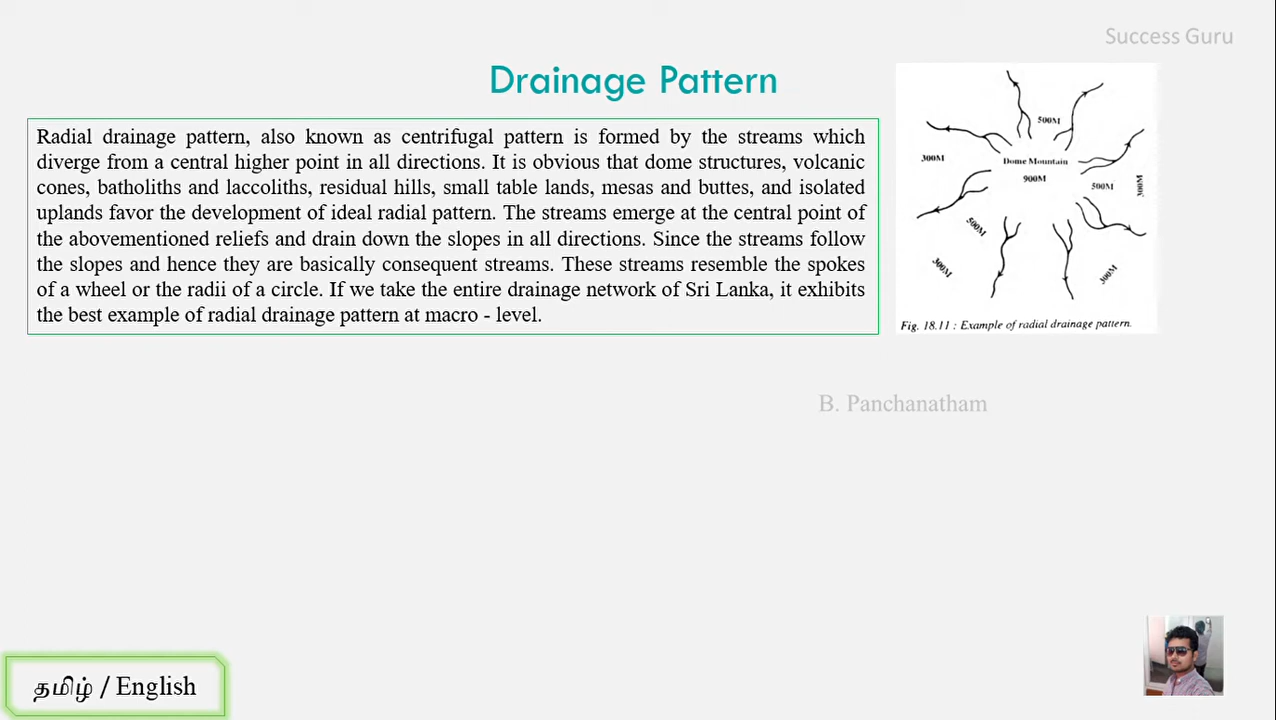 Success Guru
Drainage Pattern
Radial drainage pattern, also known as centrifugal pattern is formed by the streams which
diverge from a central higher point in all directions. It is obvious that dome structures, volcanic
cones, batholiths and laccoliths, residual hills, small table lands, mesas and buttes, and isolated
uplands favor the development of ideal radial pattern. The streams emerge at the central point of
the abovementioned reliefs and drain down the slopes in all directions. Since the streams follow
the slopes and hence they are basically consequent streams. These streams resemble the spokes
of a wheel or the radii of a circle. If we take the entire drainage network of Sri Lanka, it exhibits
the best example of radial drainage pattern at macro - level.
500M
300M
Dome Mountain
900M
500M
300M
500M
300M
300M
Fig. 18.11 : Example of radial drainage pattern.
B. Panchanatham
தமிழ் / English